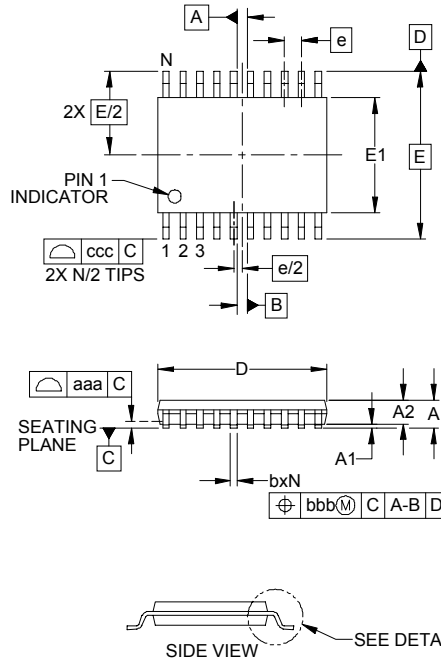 A
e
D
N
2X E/2
E1
E
PIN 1
INDICATOR
ccc C
1 2 3
2X N/2 TIPS
e/2
B
D
aaa C
A2 A
SEATING
PLANE
C
A1
bxN
bbb Ⓜ C A-B D
SIDE VIEW
SEE DETA